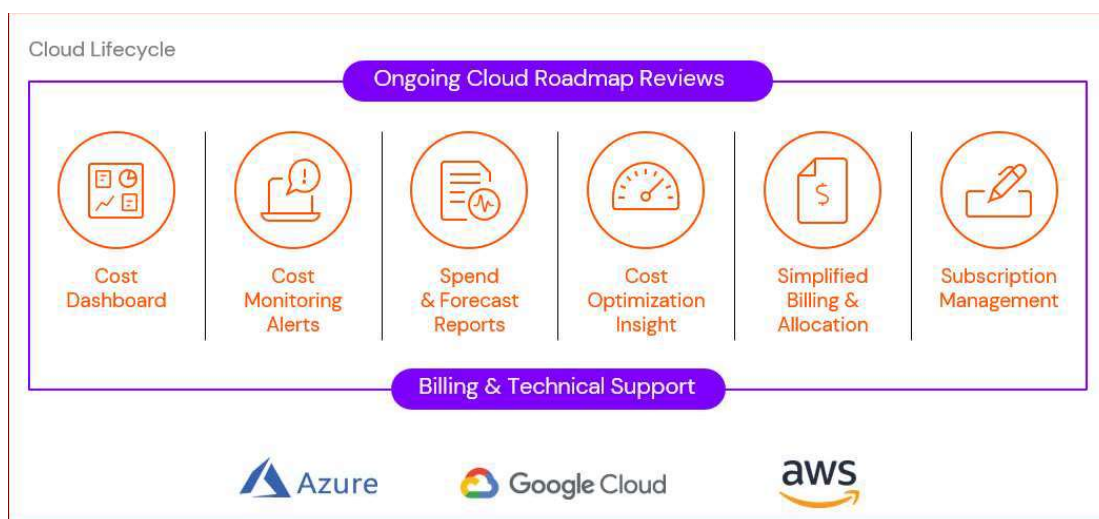 Cloud Lifecycle
Ongoing Cloud Roadmap Reviews
Cost
Dashboard
Cost
Monitoring
Alerts
Spend
& Forecast
Reports
Cost
Optimization
Insight
$
Simplified
Billing &
Allocation
Subscription
Management
Billing & Technical Support
Azure
Google Cloud
aws